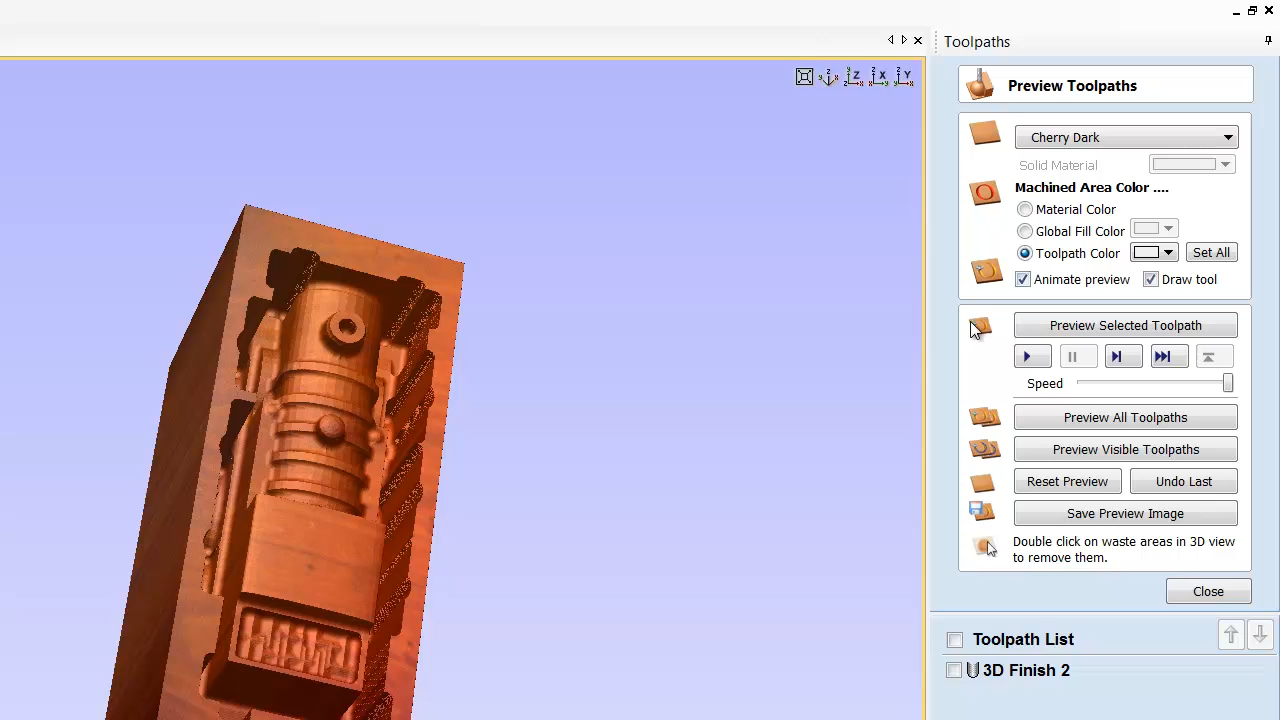 Toolpaths
Z X Y
Preview Toolpaths
Cherry Dark
Solid Material
Machined Area Color ....
Material Color
Global Fill Color
Toolpath Color
Set All
Animate preview
Draw tool
Preview Selected Toolpath
Speed
Preview All Toolpaths
Preview Visible Toolpaths
Reset Preview
Undo Last
Save Preview Image
Double click on waste areas in 3D view
to remove them.
Close
Toolpath List
3D Finish 2